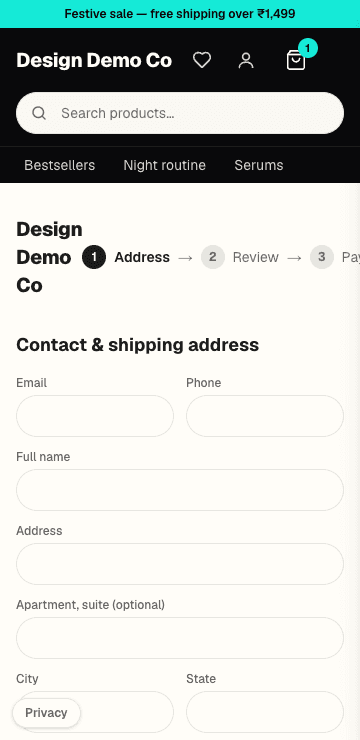 Festive sale — free shipping over ₹1,499
Design Demo Co
1
Search products…
Bestsellers Night routine Serums
Design Demo Co
1 Address → 2 Review → 3
Contact & shipping address
Email Phone
Full name
Address
Apartment, suite (optional)
City State
Privacy